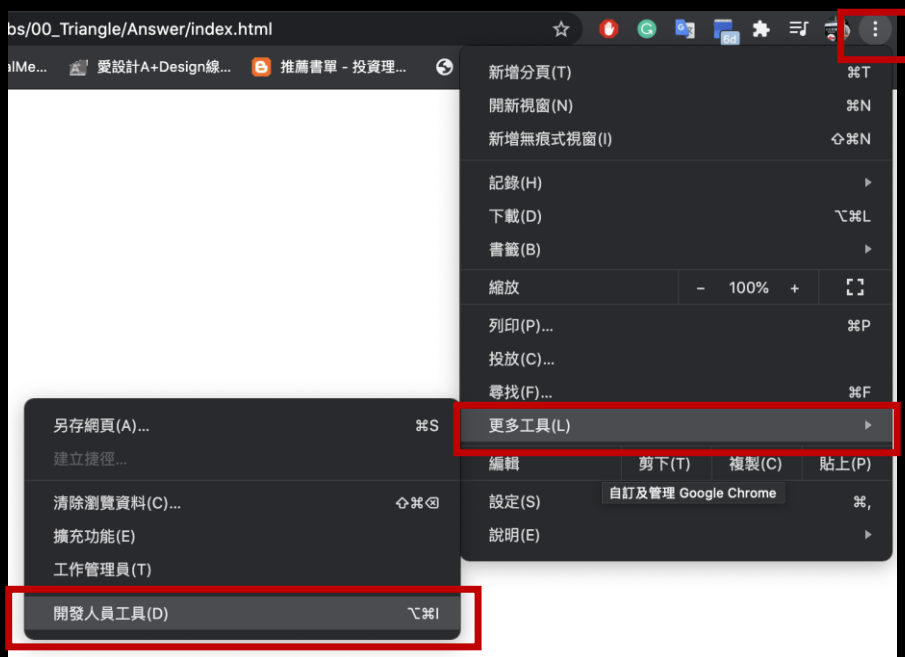 bs/00_Triangle/Answer/index.html
6d
alMe... 愛設計A+Design線... 推薦書單 - 投資理...
新增分頁(T) ⌘T
開新視窗(N) ⌘N
新增無痕式視窗(I) ⇧⌘N
記錄(H)
下載(D) ⌥⌘L
書籤(B)
縮放 - 100% +
列印(P)... ⌘P
投放(C)...
尋找(F)... ⌘F
更多工具(L)
編輯 剪下(T) 複製(C) 貼上(P)
自訂及管理 Google Chrome
設定(S) ⌘,
說明(E)
另存網頁(A)... ⌘S
建立捷徑...
清除瀏覽資料(C)... ⇧⌘⌫
擴充功能(E)
工作管理員(T)
開發人員工具(D) ⌥⌘I